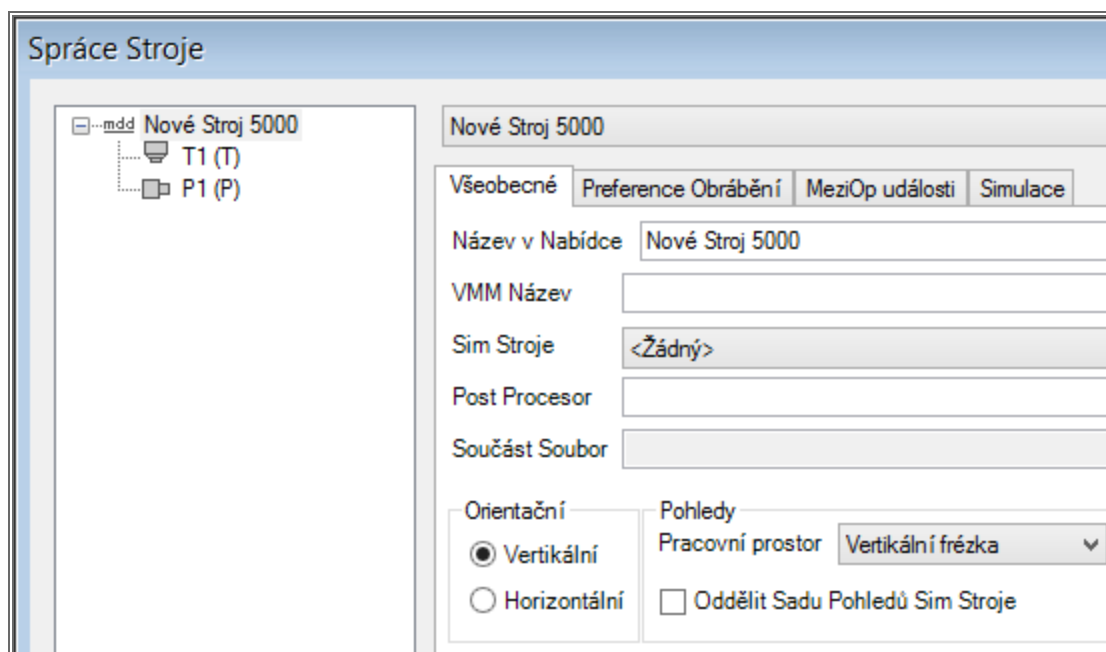 Spráce Stroje
mdd Nové Stroj 5000
T1 (T)
P1 (P)
Nové Stroj 5000
Všeobecné Preference Obrábění MeziOp události Simulace
Název v Nabídce Nové Stroj 5000
VMM Název
Sim Stroje <Žádný>
Post Procesor
Součást Soubor
Orientační
Vertikální
Horizontální
Pohledy
Pracovní prostor Vertikální frézka
Oddělit Sadu Pohledů Sim Stroje